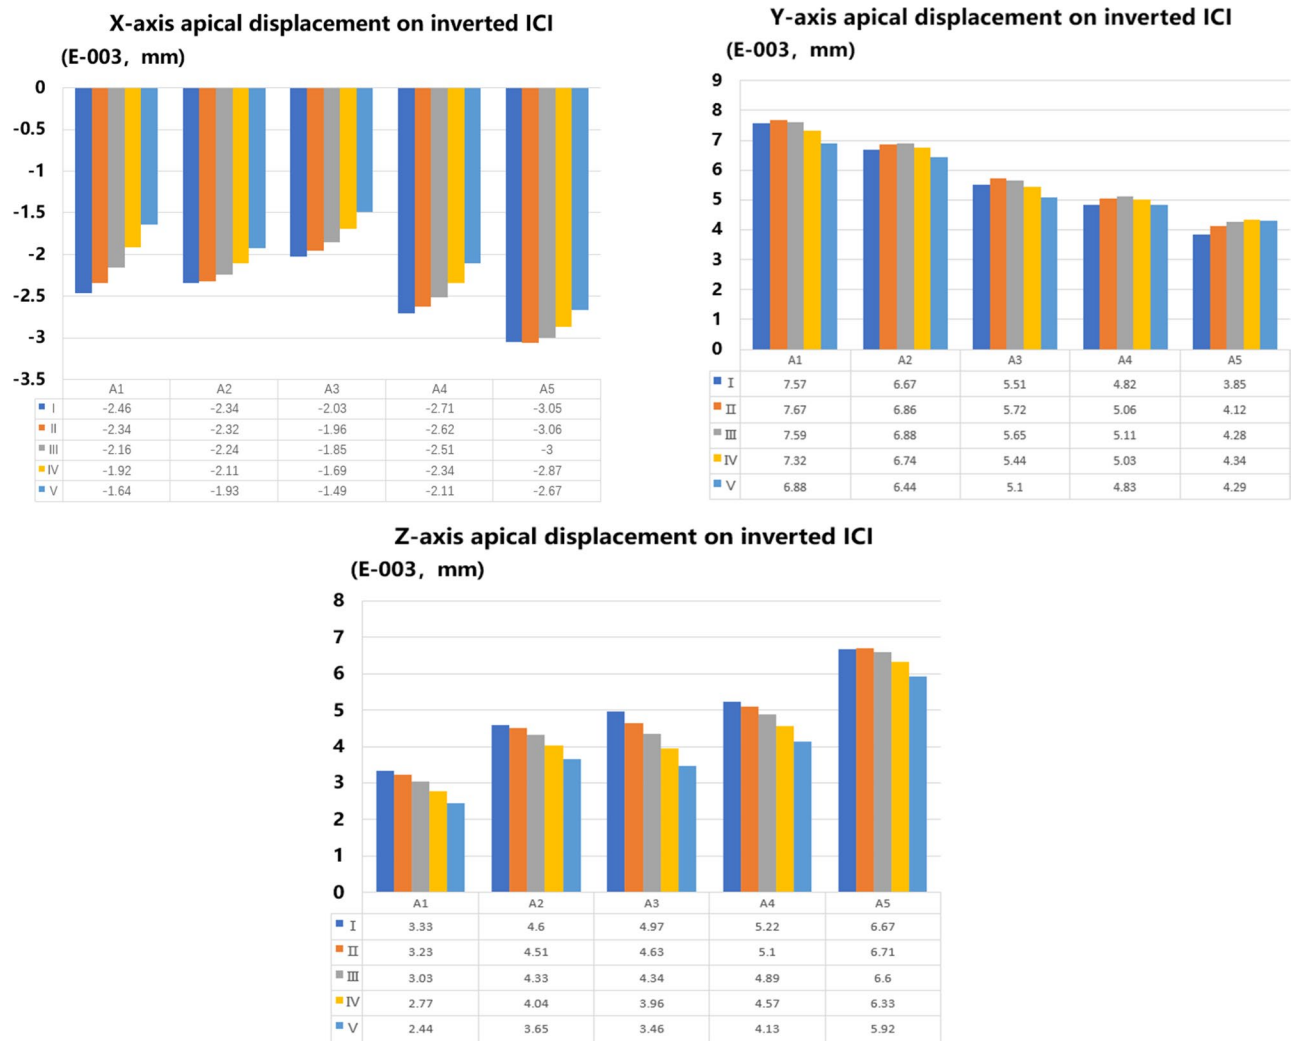 X-axis apical displacement on inverted ICI
(E-003, mm)
0
-0.5
-1
-1.5
-2
-2.5
-3
-3.5
A1 A2 A3 A4 A5
I -2.46 -2.34 -2.03 -2.71 -3.05
II -2.34 -2.32 -1.96 -2.62 -3.06
III -2.16 -2.24 -1.85 -2.51 -3
IV -1.92 -2.11 -1.69 -2.34 -2.87
V -1.64 -1.93 -1.49 -2.11 -2.67
Y-axis apical displacement on inverted ICI
(E-003, mm)
9
8
7
6
5
4
3
2
1
0
A1 A2 A3 A4 A5
I 7.57 6.67 5.51 4.82 3.85
II 7.67 6.86 5.72 5.06 4.12
III 7.59 6.88 5.65 5.11 4.28
IV 7.32 6.74 5.44 5.03 4.34
V 6.88 6.44 5.1 4.83 4.29
Z-axis apical displacement on inverted ICI
(E-003, mm)
8
7
6
5
4
3
2
1
0
A1 A2 A3 A4 A5
I 3.33 4.6 4.97 5.22 6.67
II 3.23 4.51 4.63 5.1 6.71
III 3.03 4.33 4.34 4.89 6.6
IV 2.77 4.04 3.96 4.57 6.33
V 2.44 3.65 3.46 4.13 5.92